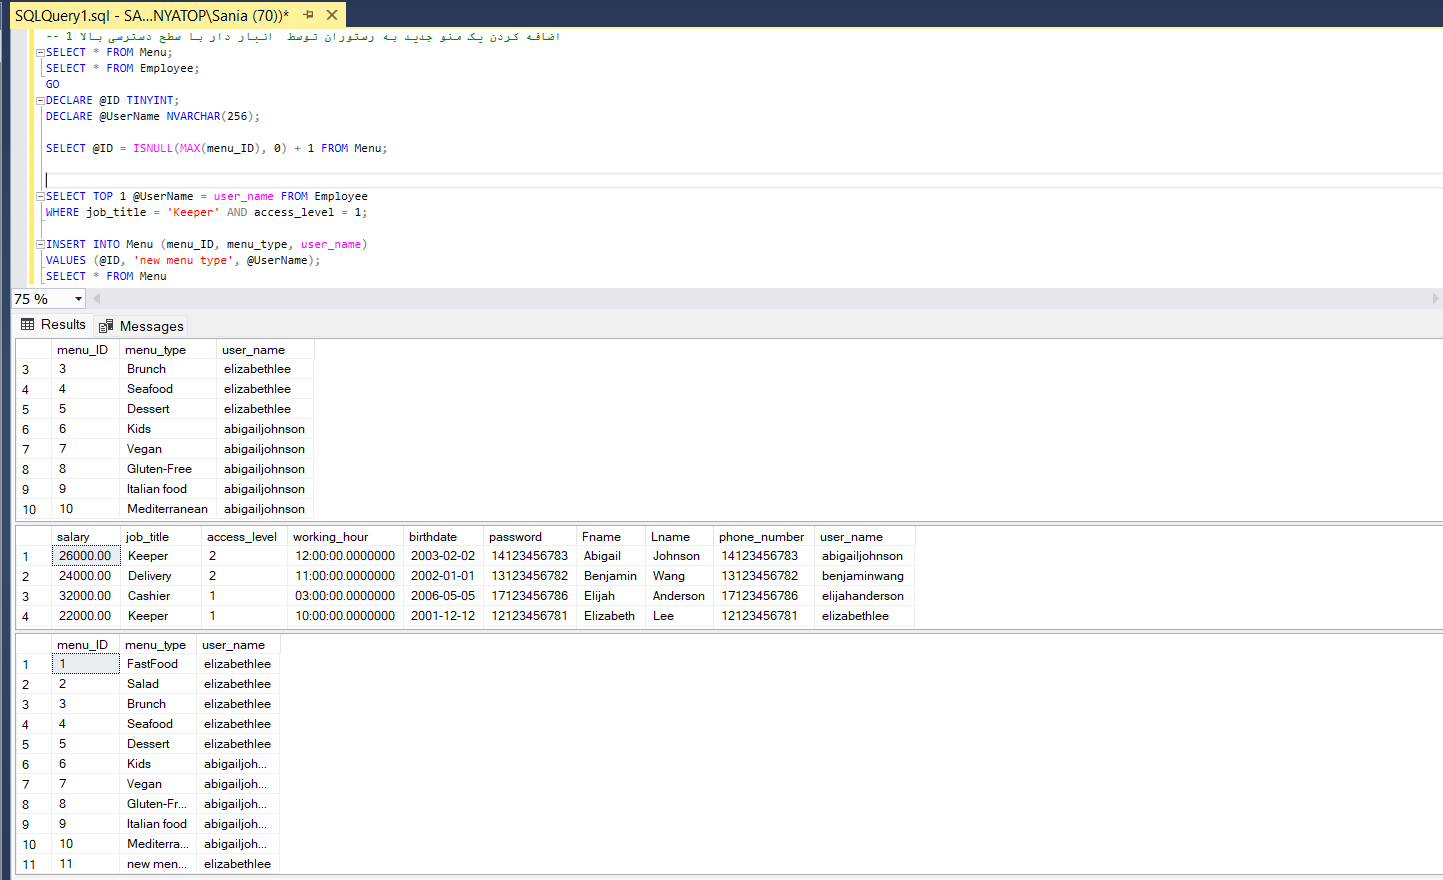 SQLQuery1.sql - SA...NYATOP\Sania (70))*
-- 1 اضافه کردن یک منو جدید به رستوران توسط  انبار دار با سطح دسترسی بالا
SELECT * FROM Menu;
SELECT * FROM Employee;
GO
DECLARE @ID TINYINT;
DECLARE @UserName NVARCHAR(256);
SELECT @ID = ISNULL(MAX(menu_ID), 0) + 1 FROM Menu;
SELECT TOP 1 @UserName = user_name FROM Employee
WHERE job_title = 'Keeper' AND access_level = 1;
INSERT INTO Menu (menu_ID, menu_type, user_name)
VALUES (@ID, 'new menu type', @UserName);
SELECT * FROM Menu
75 %
Results Messages
menu_ID menu_type user_name
3 3 Brunch elizabethlee
4 4 Seafood elizabethlee
5 5 Dessert elizabethlee
6 6 Kids abigailjohnson
7 7 Vegan abigailjohnson
8 8 Gluten-Free abigailjohnson
9 9 Italian food abigailjohnson
10 10 Mediterranean abigailjohnson
salary job_title access_level working_hour birthdate password Fname Lname phone_number user_name
1 26000.00 Keeper 2 12:00:00.0000000 2003-02-02 14123456783 Abigail Johnson 14123456783 abigailjohnson
2 24000.00 Delivery 2 11:00:00.0000000 2002-01-01 13123456782 Benjamin Wang 13123456782 benjaminwang
3 32000.00 Cashier 1 03:00:00.0000000 2006-05-05 17123456786 Elijah Anderson 17123456786 elijahanderson
4 22000.00 Keeper 1 10:00:00.0000000 2001-12-12 12123456781 Elizabeth Lee 12123456781 elizabethlee
menu_ID menu_type user_name
1 1 FastFood elizabethlee
2 2 Salad elizabethlee
3 3 Brunch elizabethlee
4 4 Seafood elizabethlee
5 5 Dessert elizabethlee
6 6 Kids abigailjoh...
7 7 Vegan abigailjoh...
8 8 Gluten-Fr... abigailjoh...
9 9 Italian food abigailjoh...
10 10 Mediterra... abigailjoh...
11 11 new men... elizabethlee